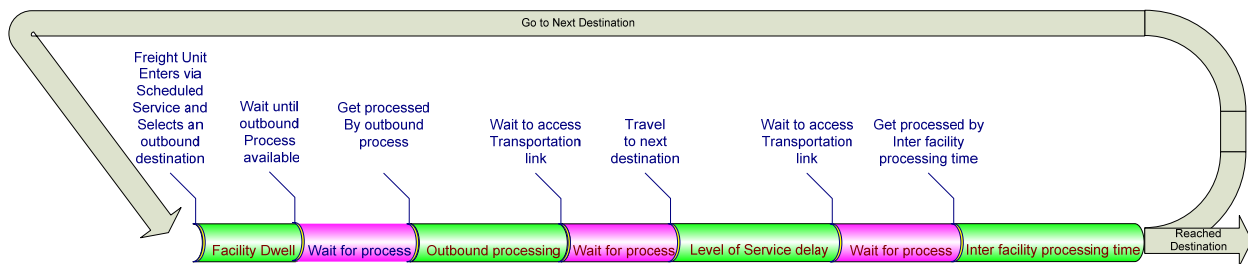 Go to Next Destination
Freight Unit
Enters via
Scheduled
Service and
Selects an
outbound
destination
Wait until
outbound
Process
available
Get processed
By outbound
process
Wait to access
Transportation
link
Travel
to next
destination
Wait to access
Transportation
link
Get processed by
Inter facility
processing time
Facility Dwell
Wait for process
Outbound processing
Wait for process
Level of Service delay
Wait for process
Inter facility processing time
Reached
Destination